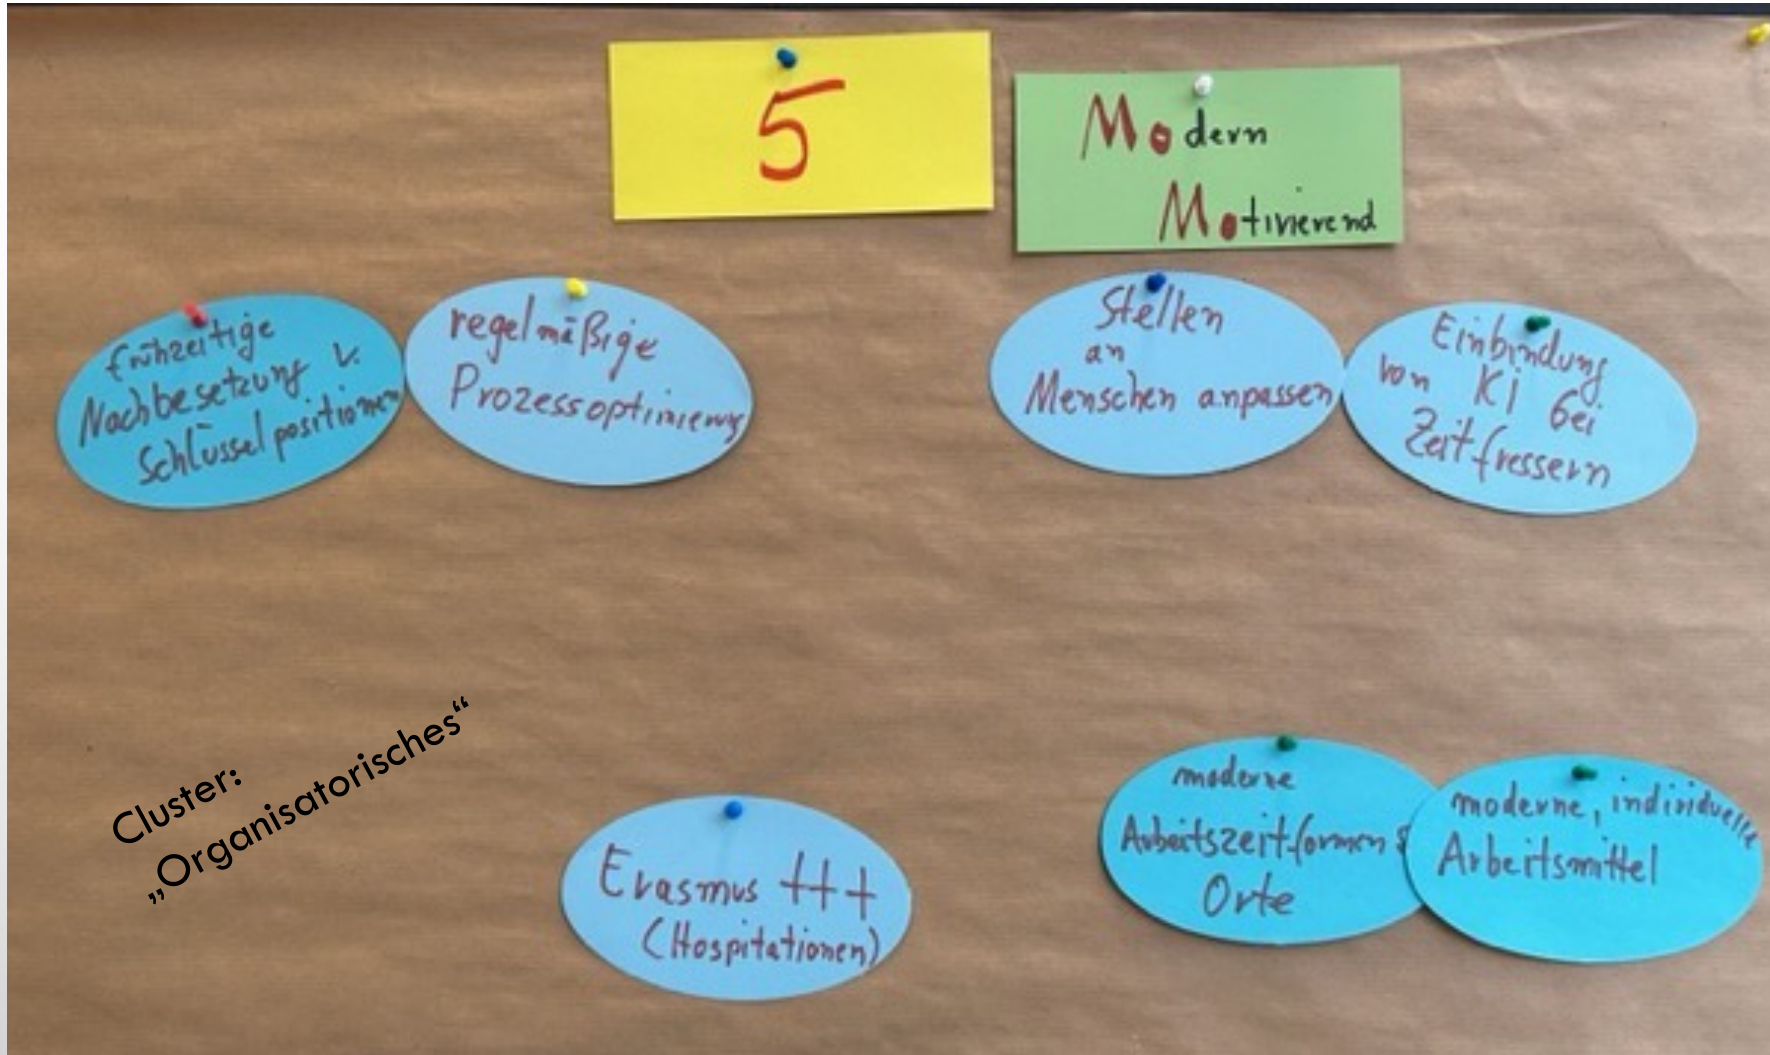 5
Modern
Motivierend
frühzeitige
Nachbesetzung v.
Schlüsselpositionen
regelmäßige
Prozessoptimierung
Stellen
an
Menschen anpassen
Einbindung
von KI bei
Zeitfressern
Cluster:
„Organisatorisches“
Erasmus +++
(Hospitationen)
moderne
Arbeitszeitformen &
Orte
moderne, individuelle
Arbeitsmittel